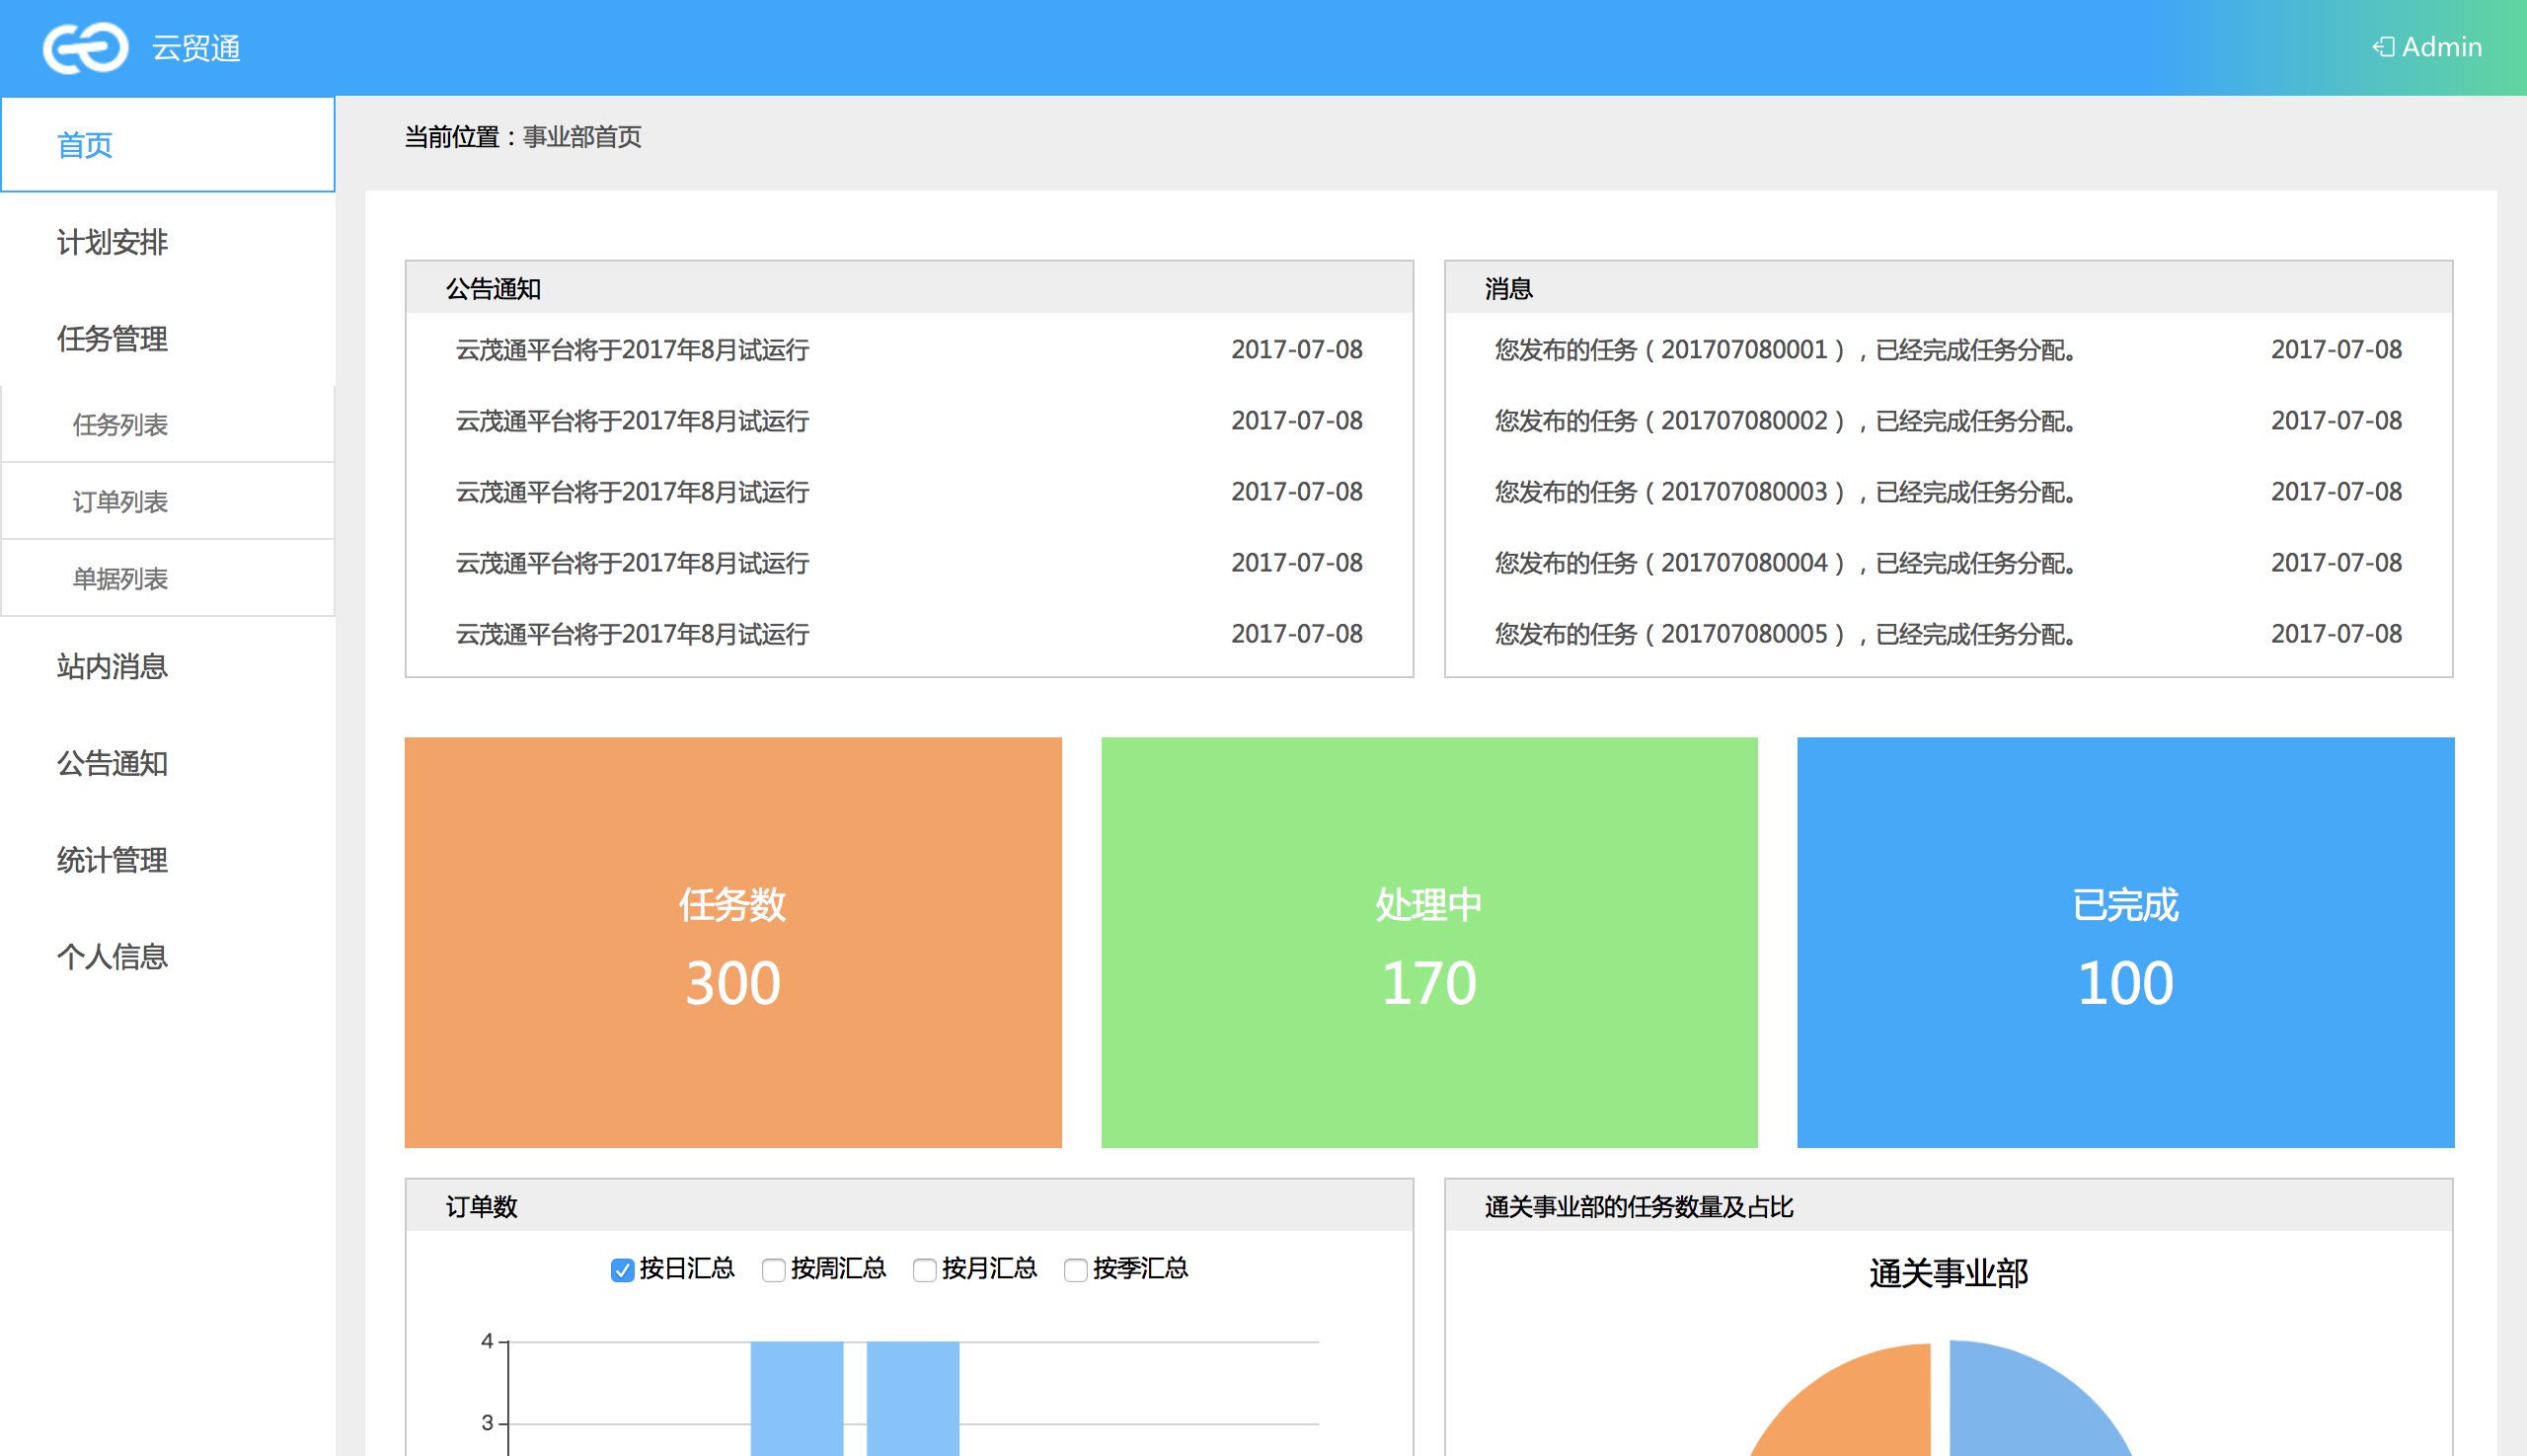 云贸通
Admin
首页
计划安排
任务管理
任务列表
订单列表
单据列表
站内消息
公告通知
统计管理
个人信息
当前位置：事业部首页
公告通知
云茂通平台将于2017年8月试运行 2017-07-08
云茂通平台将于2017年8月试运行 2017-07-08
云茂通平台将于2017年8月试运行 2017-07-08
云茂通平台将于2017年8月试运行 2017-07-08
云茂通平台将于2017年8月试运行 2017-07-08
消息
您发布的任务（201707080001），已经完成任务分配。 2017-07-08
您发布的任务（201707080002），已经完成任务分配。 2017-07-08
您发布的任务（201707080003），已经完成任务分配。 2017-07-08
您发布的任务（201707080004），已经完成任务分配。 2017-07-08
您发布的任务（201707080005），已经完成任务分配。 2017-07-08
任务数
300
处理中
170
已完成
100
订单数
按日汇总 按周汇总 按月汇总 按季汇总
4
3
通关事业部的任务数量及占比
通关事业部